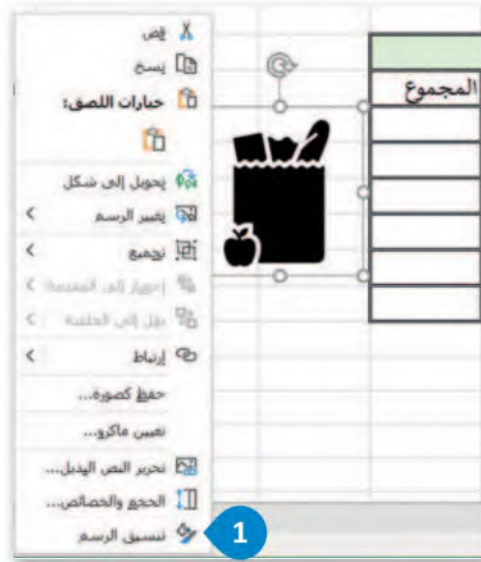 قص
نسخ
خيارات اللصق:
تحويل إلى شكل
تغيير الرسم
تجميع
إحضار إلى المقدمة
نقل إلى الخلفية
ارتباط
حفظ كصورة...
تعيين ماكرو...
تحرير النص البديل...
الحجم والخصائص...
تنسيق الرسم
1
المجموع